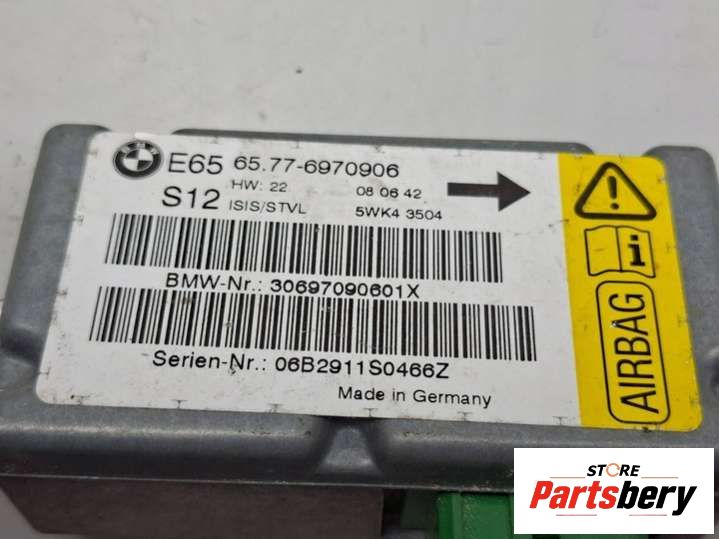 E65 65.77-6970906
S12 HW: 22 08 06 42
ISIS/STVL 5WK4 3504
BMW-Nr.: 30697090601X
Serien-Nr.: 06B2911S0466Z
Made in Germany
AIRBAG
STORE
Partsbery